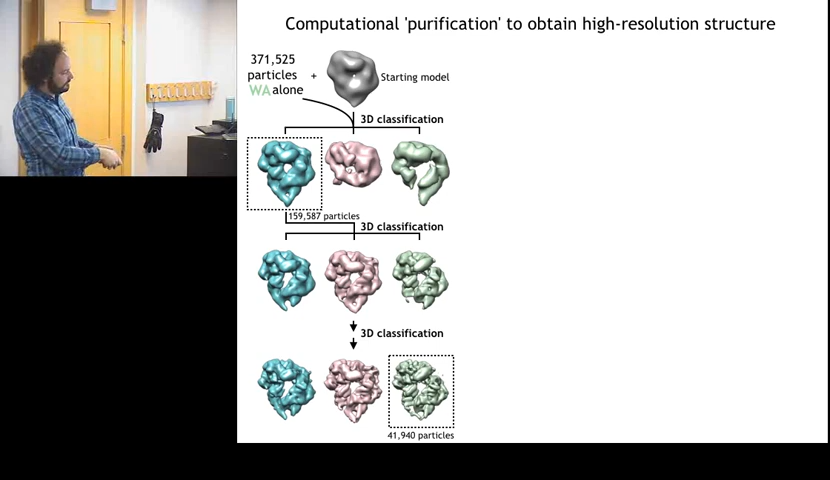 Computational 'purification' to obtain high-resolution structure
371,525
particles +
WA alone
Starting model
3D classification
159,587 particles
3D classification
3D classification
41,940 particles